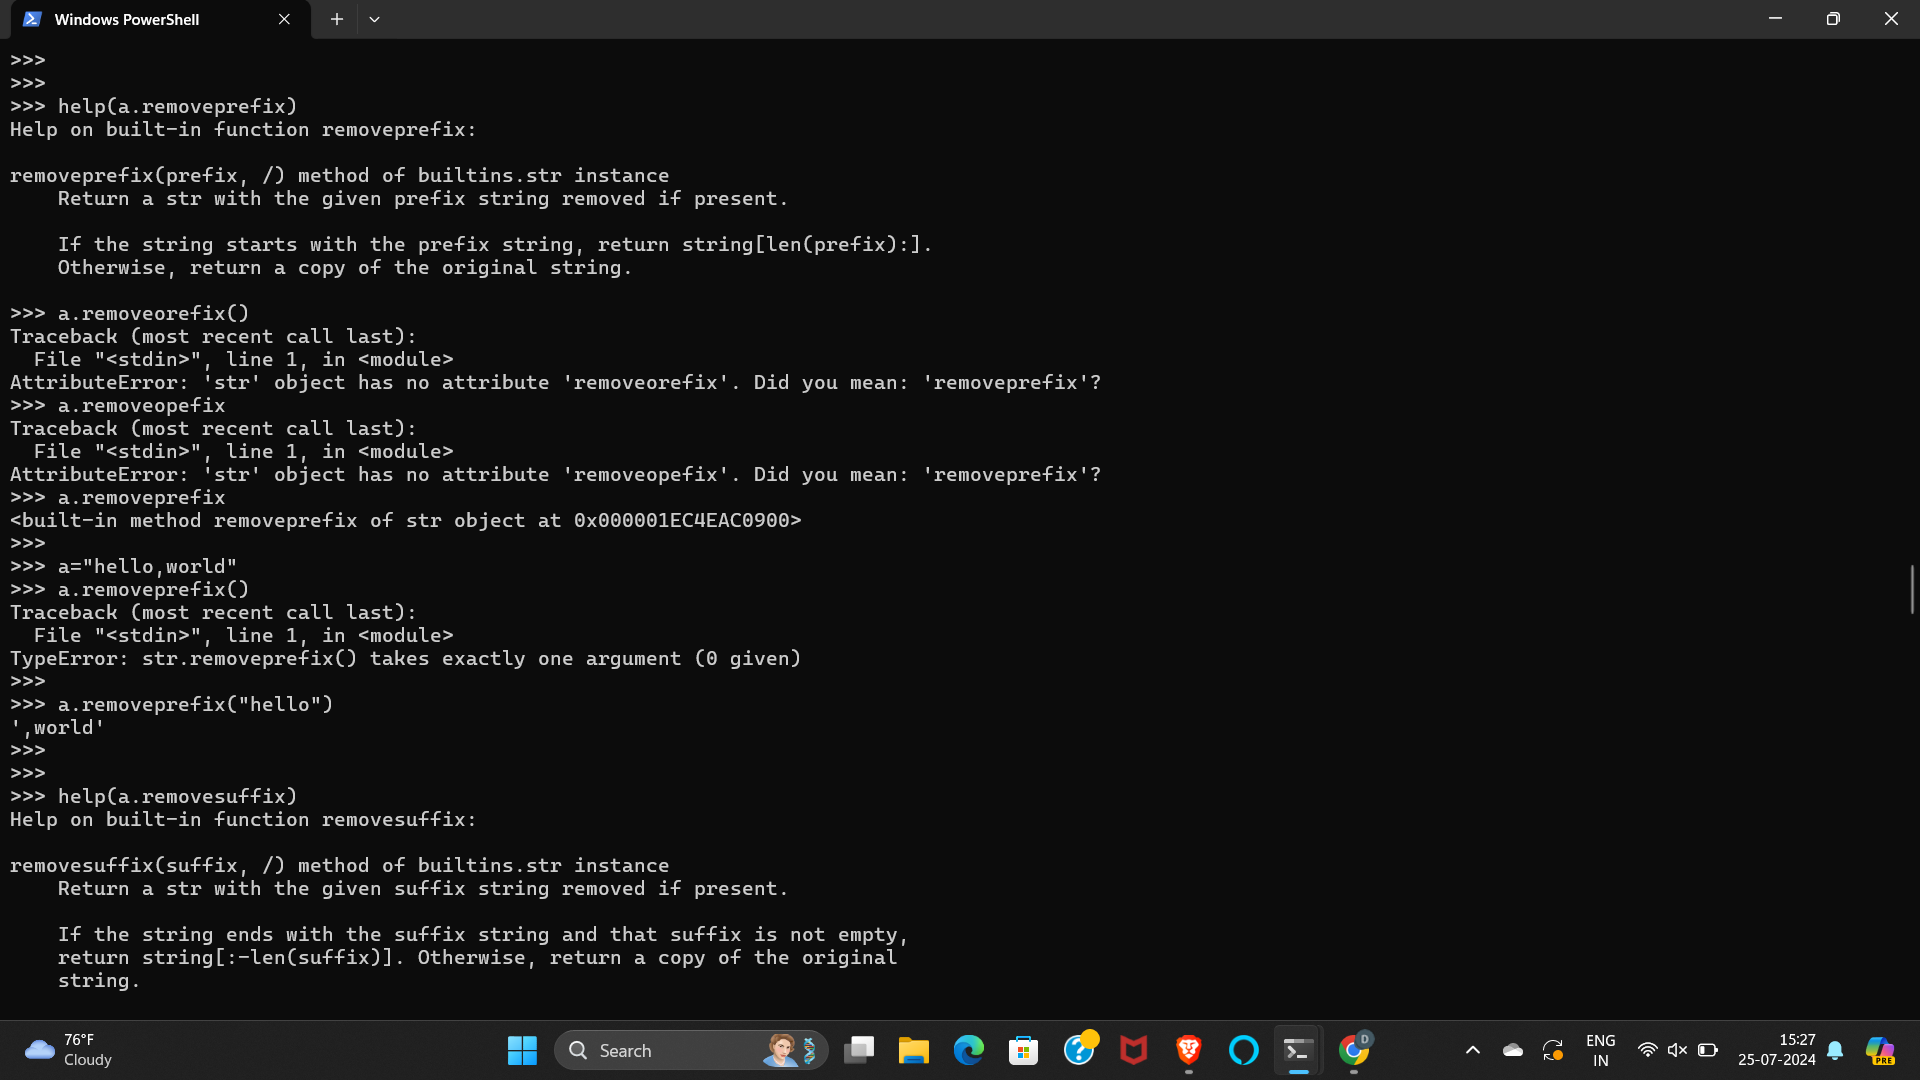 Windows PowerShell
>>>
>>>
>>> help(a.removeprefix)
Help on built-in function removeprefix:
removeprefix(prefix, /) method of builtins.str instance
    Return a str with the given prefix string removed if present.
    If the string starts with the prefix string, return string[len(prefix):].
    Otherwise, return a copy of the original string.
>>> a.removeorefix()
Traceback (most recent call last):
  File "<stdin>", line 1, in <module>
AttributeError: 'str' object has no attribute 'removeorefix'. Did you mean: 'removeprefix'?
>>> a.removeopefix
Traceback (most recent call last):
  File "<stdin>", line 1, in <module>
AttributeError: 'str' object has no attribute 'removeopefix'. Did you mean: 'removeprefix'?
>>> a.removeprefix
<built-in method removeprefix of str object at 0x000001EC4EAC0900>
>>>
>>> a="hello,world"
>>> a.removeprefix()
Traceback (most recent call last):
  File "<stdin>", line 1, in <module>
TypeError: str.removeprefix() takes exactly one argument (0 given)
>>>
>>> a.removeprefix("hello")
',world'
>>>
>>>
>>> help(a.removesuffix)
Help on built-in function removesuffix:
removesuffix(suffix, /) method of builtins.str instance
    Return a str with the given suffix string removed if present.
    If the string ends with the suffix string and that suffix is not empty,
    return string[:-len(suffix)]. Otherwise, return a copy of the original
    string.
76°F
Cloudy
Search
D
ENG
IN
15:27
25-07-2024
PRE